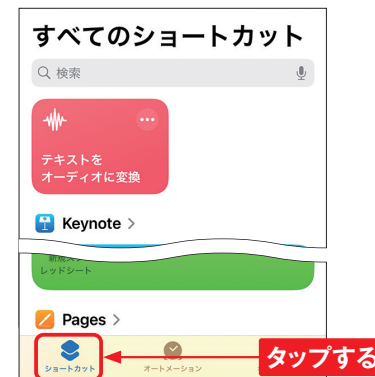 すべてのショートカット
検索
テキストを
オーディオに変換
Keynote >
レッドシート
Pages >
ショートカット
オートメーション
タップする